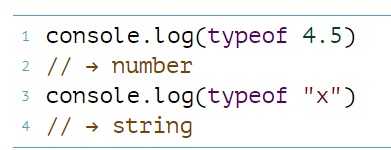 1 console.log(typeof 4.5)
2 // → number
3 console.log(typeof "x")
4 // → string